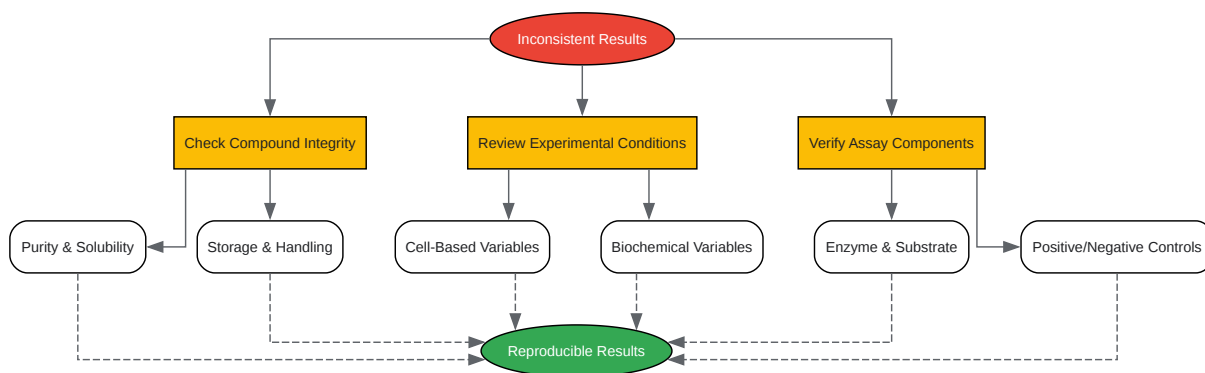 Inconsistent Results
Check Compound Integrity
Review Experimental Conditions
Verify Assay Components
Purity & Solubility
Storage & Handling
Cell-Based Variables
Biochemical Variables
Enzyme & Substrate
Positive/Negative Controls
Reproducible Results